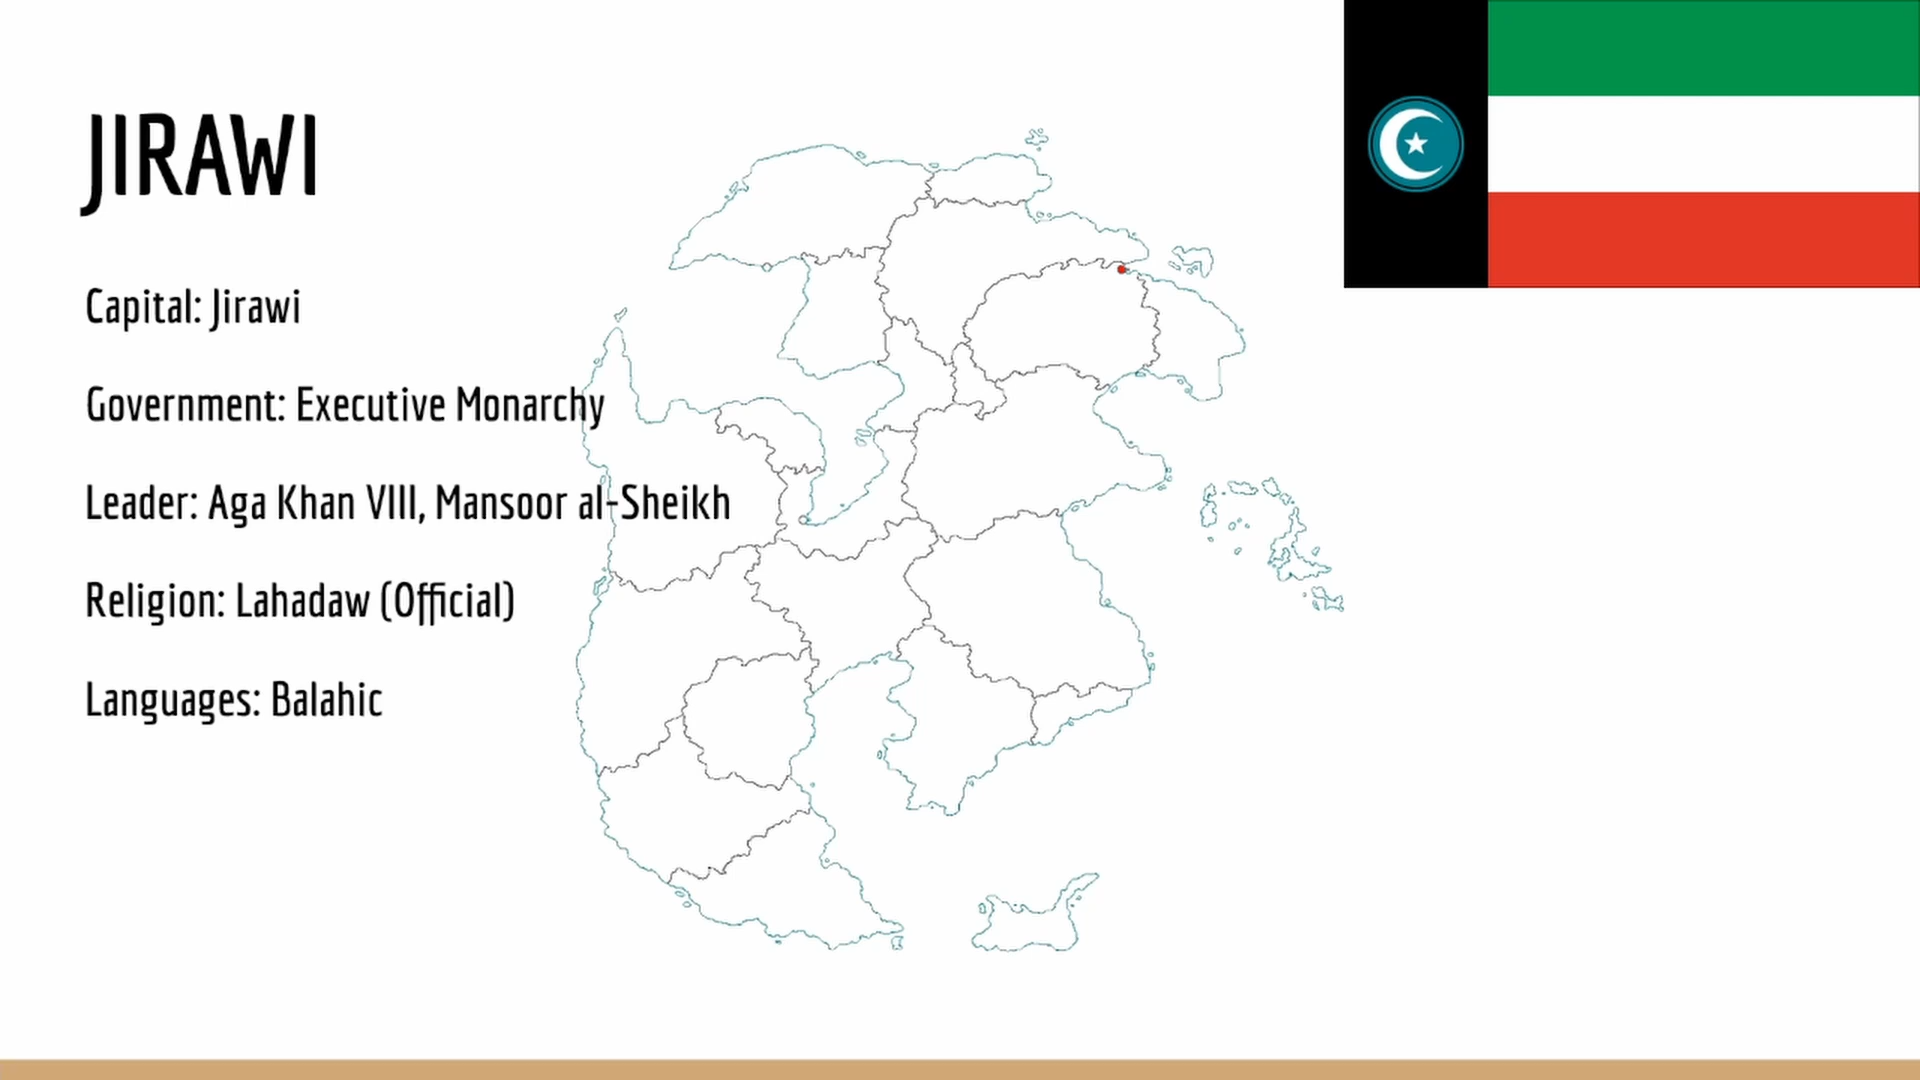 JIRAWI
Capital: Jirawi
Government: Executive Monarchy
Leader: Aga Khan VIII, Mansoor al-Sheikh
Religion: Lahadaw (Official)
Languages: Balahic